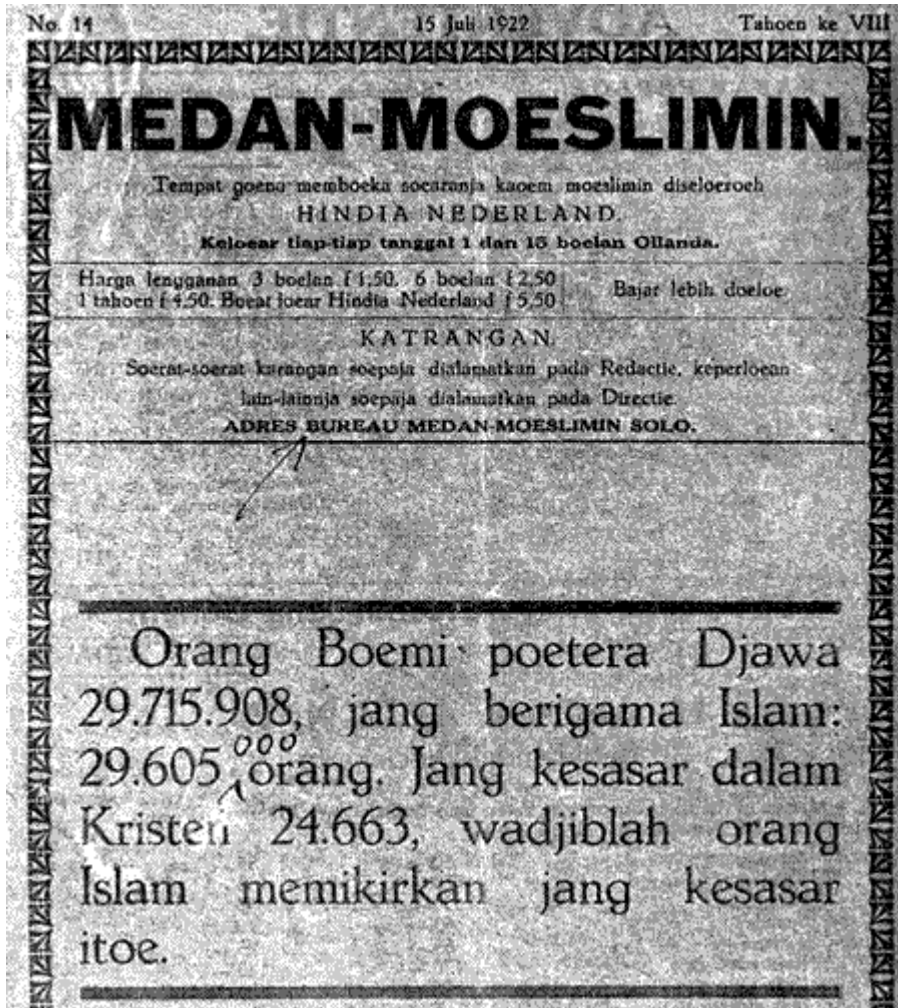 No. 14 15 Juli 1922 Tahoen ke VIII
MEDAN-MOESLIMIN.
Tempat goena memboeka soearanja kaoem moeslimin diseloeroeh
HINDIA NEDERLAND.
Keloear tiap-tiap tanggal 1 dan 15 boelan Ollanda.
Harga lengganan 3 boelan f 1,50. 6 boelan f 2,50
1 tahoen f 4,50. Boeat loear Hindia Nederland f 5,50
Bajar lebih doeloe.
KATRANGAN.
Soerat-soerat karangan soepaja dialamatkan pada Redactie, keperloean
lain-lainnja soepaja dialamatkan pada Directie.
ADRES BUREAU MEDAN-MOESLIMIN SOLO.
Orang Boemi poetera Djawa
29.715.908, jang berigama Islam:
29.605 000 orang. Jang kesasar dalam
Kristen 24.663, wadjiblah orang
Islam memikirkan jang kesasar
itoe.